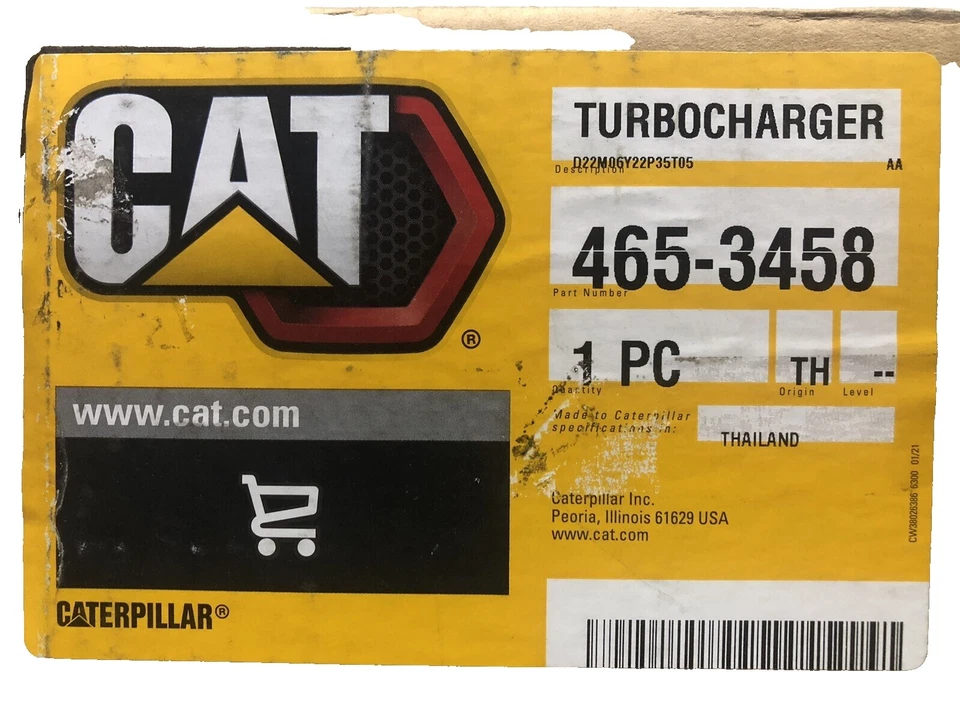 CAT
®
www.cat.com
CATERPILLAR®
TURBOCHARGER
D22M06Y22P35T05 AA
Description
465-3458
Part Number
1 PC TH --
Quantity Origin Level
Made to Caterpillar
specifications in:
THAILAND
Caterpillar Inc.
Peoria, Illinois 61629 USA
www.cat.com
CW38026386 6300 01/21